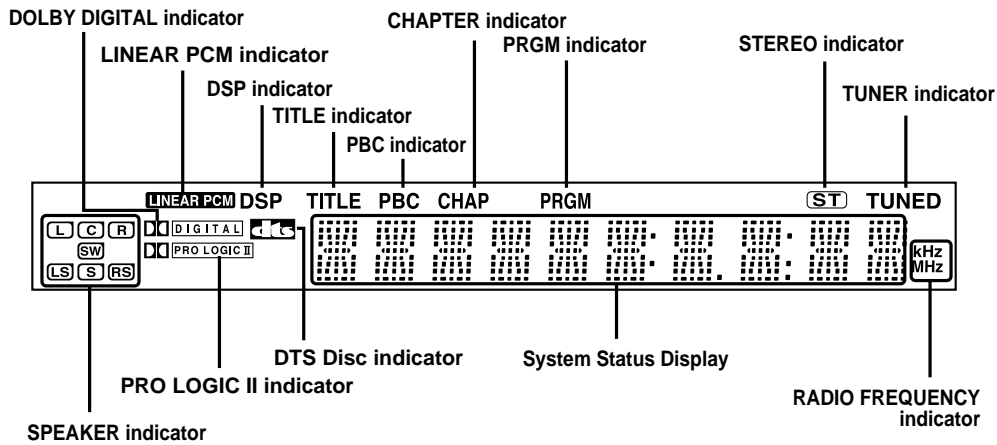 DOLBY DIGITAL indicator
CHAPTER indicator
LINEAR PCM indicator
PRGM indicator
STEREO indicator
DSP indicator
TUNER indicator
TITLE indicator
PBC indicator
LINEAR PCM DSP TITLE PBC CHAP PRGM ST TUNED
L C R
DIGITAL dts
SW
PRO LOGIC II
LS S RS
kHz
MHz
DTS Disc indicator
System Status Display
PRO LOGIC II indicator
RADIO FREQUENCY
indicator
SPEAKER indicator